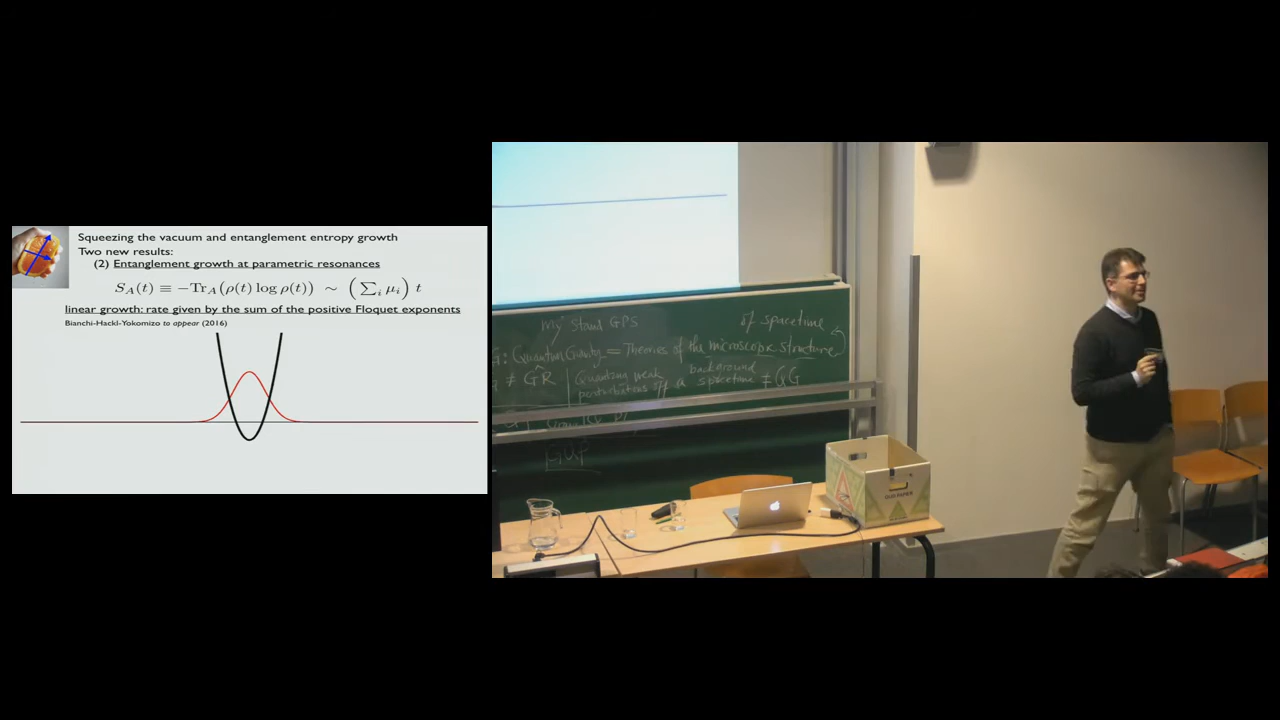 Squeezing the vacuum and entanglement entropy growth
Two new results:
(2) Entanglement growth at parametric resonances
S_A(t) ≡ −Tr_A(ρ(t) log ρ(t)) ∼ (∑_i μ_i) t
linear growth: rate given by the sum of the positive Floquet exponents
Bianchi-Hackl-Yokomizo to appear (2016)
My stand GPS
of spacetime
G: Quantum Gravity = Theories of the microscopic structure
≠ GR
Quantizing weak perturbations off a background spacetime ≠ QG
OUD PAPIER